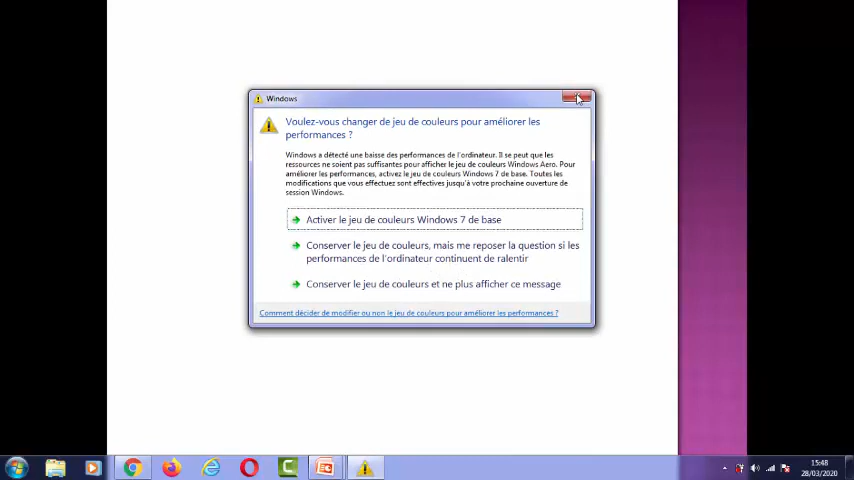 Windows
Voulez-vous changer de jeu de couleurs pour améliorer les
performances ?
Windows a détecté une baisse des performances de l'ordinateur. Il se peut que les
ressources ne soient pas suffisantes pour afficher le jeu de couleurs Windows Aero. Pour
améliorer les performances, activez le jeu de couleurs Windows 7 de base. Toutes les
modifications que vous effectuez sont effectives jusqu'à votre prochaine ouverture de
session Windows.
Activer le jeu de couleurs Windows 7 de base
Conserver le jeu de couleurs, mais me reposer la question si les
performances de l'ordinateur continuent de ralentir
Conserver le jeu de couleurs et ne plus afficher ce message
Comment décider de modifier ou non le jeu de couleurs pour améliorer les performances ?
15:48
28/03/2020